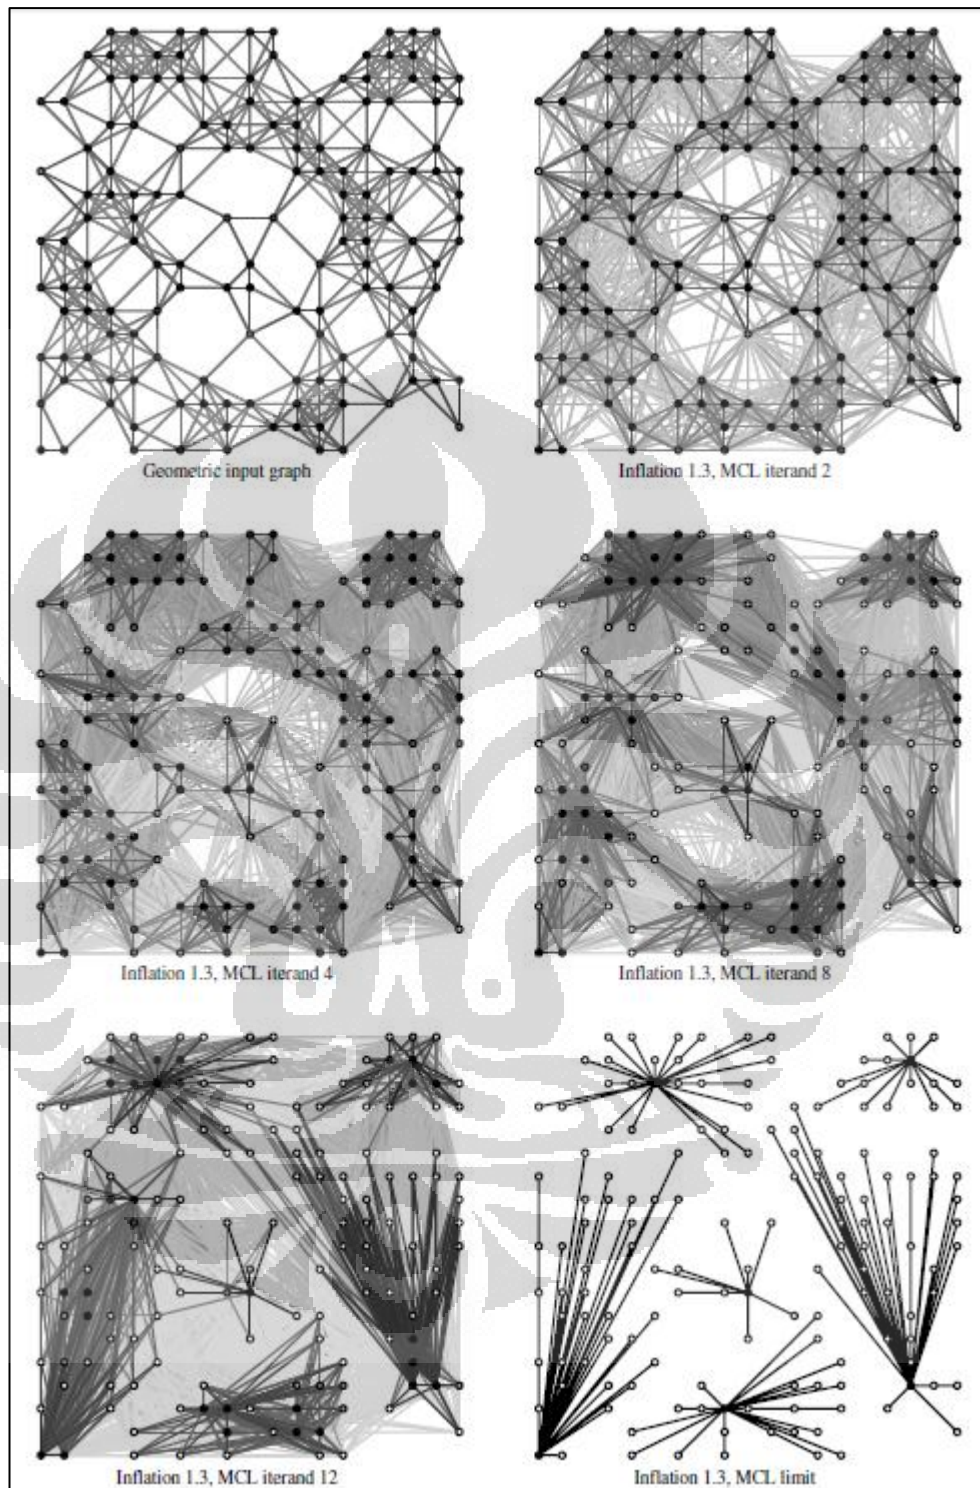 Geometric input graph
Inflation 1.3, MCL iterand 2
Inflation 1.3, MCL iterand 4
Inflation 1.3, MCL iterand 8
Inflation 1.3, MCL iterand 12
Inflation 1.3, MCL limit